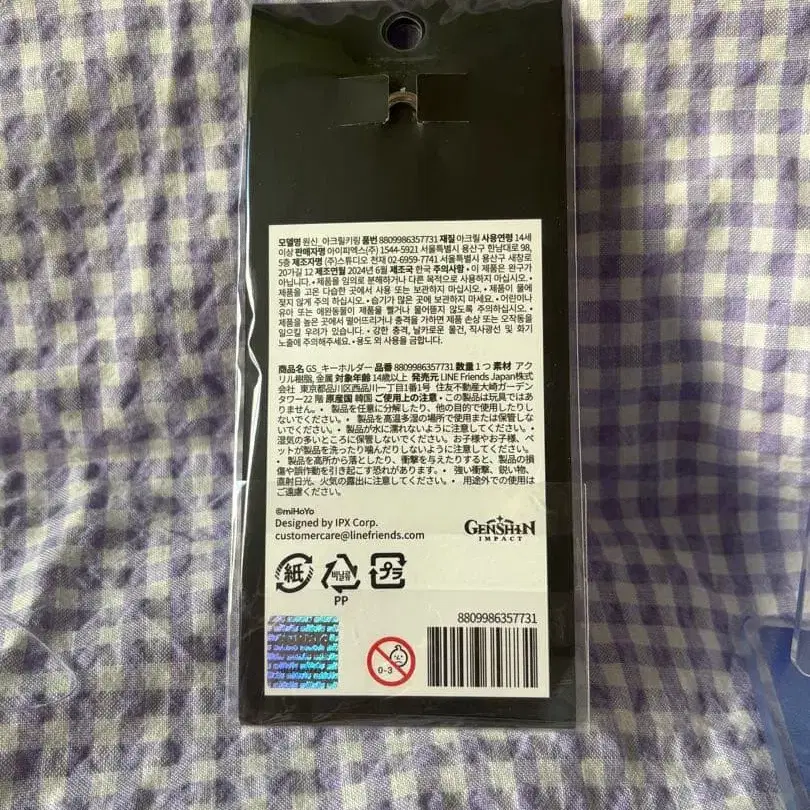 모델명 원신_아크릴키링 품번 8809986357731 재질 아크릴 사용연령 14세
이상 판매자명 아이피엑스(주) 1544-5921 서울특별시 용산구 한남대로 98,
5층 제조자명 (주)스튜디오 천재 02-6959-7741 서울특별시 용산구 새창로
20가길 12 제조연월 2024년 6월 제조국 한국 주의사항 • 이 제품은 완구가
아닙니다. • 제품을 임의로 분해하거나 다른 목적으로 사용하지 마십시오. •
제품을 고온 다습한 곳에서 사용 또는 보관하지 마십시오. • 제품이 물에
젖지 않게 주의 하십시오. • 습기가 많은 곳에 보관하지 마세요. • 어린이나
유아 또는 애완동물이 제품을 빨거나 물어뜯지 않도록 주의하십시오. •
제품을 높은 곳에서 떨어뜨리거나 충격을 가하면 제품 손상 또는 오작동을
일으킬 우려가 있습니다. • 강한 충격, 날카로운 물건, 직사광선 및 화기
노출에 주의해주세요. • 용도 외 사용을 금합니다.
商品名 GS_キーホルダー 品番 8809986357731 数量 1つ 素材 アク
リル樹脂, 金属 対象年齢 14歳以上 発売元 LINE Friends Japan株式会
社 東京都品川区西品川一丁目1番1号 住友不動産大崎ガーデン
タワー22 階 原産国 韓国 ご使用上の注意 • この製品は玩具ではあ
りません。 • 製品を任意に分解したり、他の目的で使用したりし
ないでください。 • 製品を高温多湿の場所で使用または保管しな
いでください。 • 製品が水に濡れないように注意してください。 •
湿気の多いところに保管しないでください。お子様やお子様、ペ
ットが製品を洗ったり噛んだりしないように注意してください。
• 製品を高所から落としたり、衝撃を与えたりすると、製品の損
傷や誤作動を引き起こす恐れがあります。 • 強い衝撃、鋭い物、
直射日光、火気の露出に注意してください。 • 用途外での使用は
ご遠慮ください。
©miHoYo
Designed by IPX Corp.
customercare@linefriends.com
GENSHIN
IMPACT
紙
비닐류
プラ
PP
8809986357731
0-3